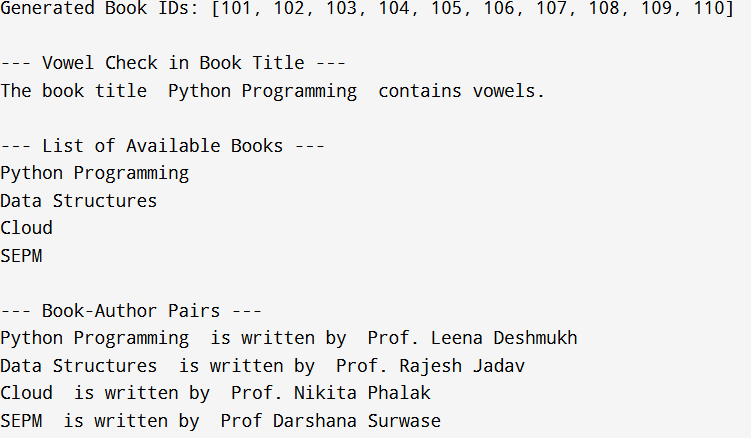 Generated Book IDs: [101, 102, 103, 104, 105, 106, 107, 108, 109, 110]
--- Vowel Check in Book Title ---
The book title  Python Programming  contains vowels.
--- List of Available Books ---
Python Programming
Data Structures
Cloud
SEPM
--- Book-Author Pairs ---
Python Programming  is written by  Prof. Leena Deshmukh
Data Structures  is written by  Prof. Rajesh Jadav
Cloud  is written by  Prof. Nikita Phalak
SEPM  is written by  Prof Darshana Surwase